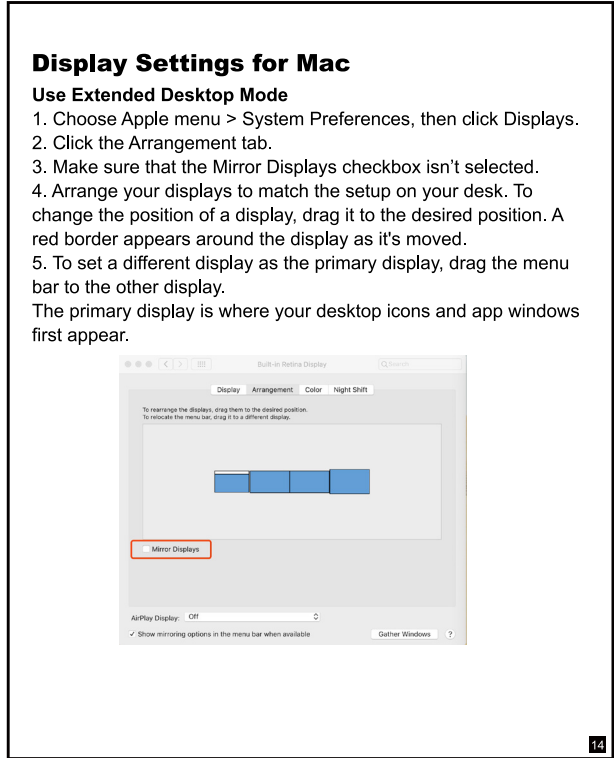 Display Settings for Mac
Use Extended Desktop Mode
1. Choose Apple menu > System Preferences, then click Displays.
2. Click the Arrangement tab.
3. Make sure that the Mirror Displays checkbox isn’t selected.
4. Arrange your displays to match the setup on your desk. To
change the position of a display, drag it to the desired position. A
red border appears around the display as it's moved.
5. To set a different display as the primary display, drag the menu
bar to the other display.
The primary display is where your desktop icons and app windows
first appear.
Built-in Retina Display
Search
Display Arrangement Color Night Shift
To rearrange the displays, drag them to the desired position.
To relocate the menu bar, drag it to a different display.
Mirror Displays
AirPlay Display: Off
Show mirroring options in the menu bar when available
Gather Windows ?
14